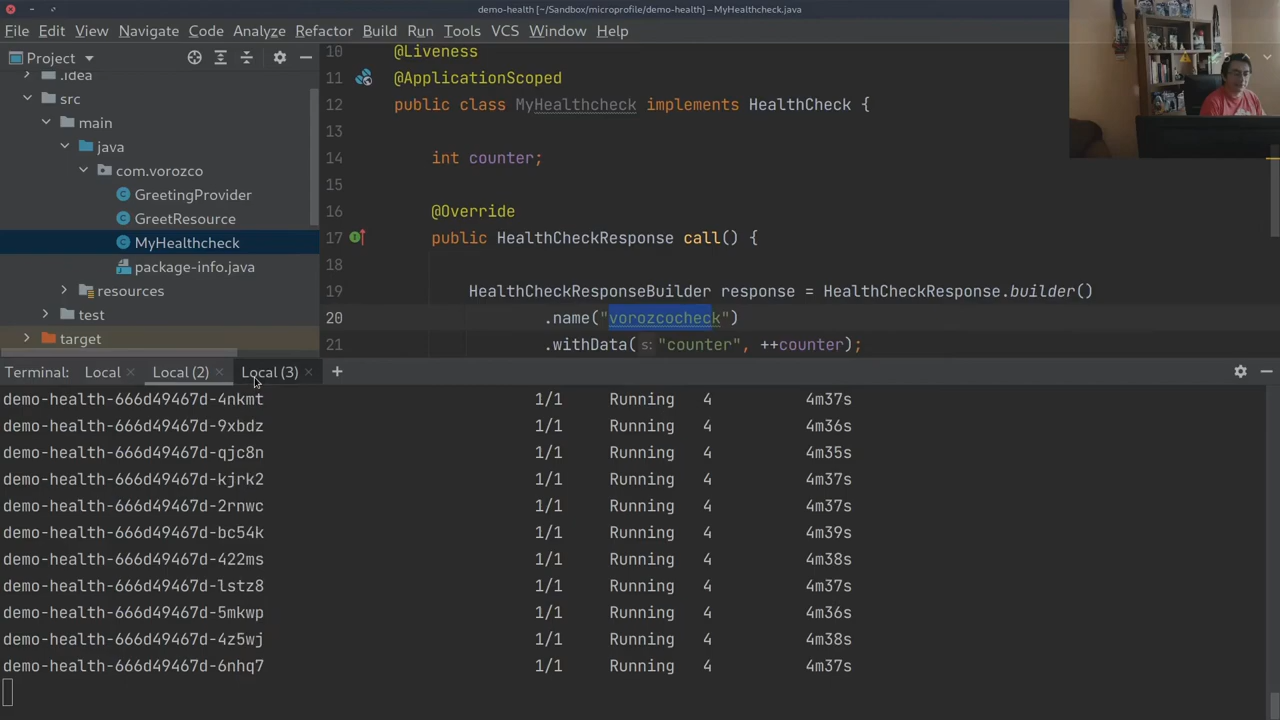 demo-health [~/Sandbox/microprofile/demo-health] – MyHealthcheck.java
File Edit View Navigate Code Analyze Refactor Build Run Tools VCS Window Help
Project
.idea
src
main
java
com.vorozco
GreetingProvider
GreetResource
MyHealthcheck
package-info.java
resources
test
target
10 @Liveness
11 @ApplicationScoped
12 public class MyHealthcheck implements HealthCheck {
13
14 int counter;
15
16 @Override
17 public HealthCheckResponse call() {
18
19 HealthCheckResponseBuilder response = HealthCheckResponse.builder()
20 .name("vorozcocheck")
21 .withData( s: "counter", ++counter);
Terminal: Local Local (2) Local (3)
demo-health-666d49467d-4nkmt 1/1 Running 4 4m37s
demo-health-666d49467d-9xbdz 1/1 Running 4 4m36s
demo-health-666d49467d-qjc8n 1/1 Running 4 4m35s
demo-health-666d49467d-kjrk2 1/1 Running 4 4m37s
demo-health-666d49467d-2rnwc 1/1 Running 4 4m37s
demo-health-666d49467d-bc54k 1/1 Running 4 4m39s
demo-health-666d49467d-422ms 1/1 Running 4 4m38s
demo-health-666d49467d-lstz8 1/1 Running 4 4m37s
demo-health-666d49467d-5mkwp 1/1 Running 4 4m36s
demo-health-666d49467d-4z5wj 1/1 Running 4 4m38s
demo-health-666d49467d-6nhq7 1/1 Running 4 4m37s